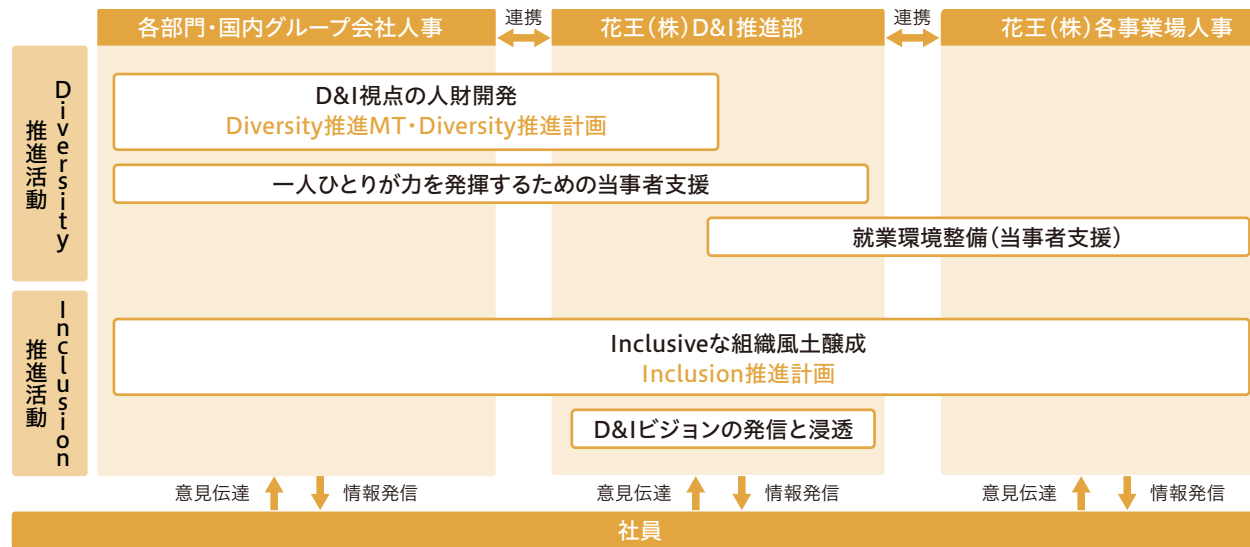 連携
連携
各部門・国内グループ会社人事
花王(株)D&I推進部
花王(株)各事業場人事
Diversity
推進活動
D&I視点の人財開発
Diversity推進MT・Diversity推進計画
一人ひとりが力を発揮するための当事者支援
就業環境整備(当事者支援)
Inclusion
推進活動
Inclusiveな組織風土醸成
Inclusion推進計画
D&Iビジョンの発信と浸透
意見伝達
情報発信
意見伝達
情報発信
意見伝達
情報発信
社員